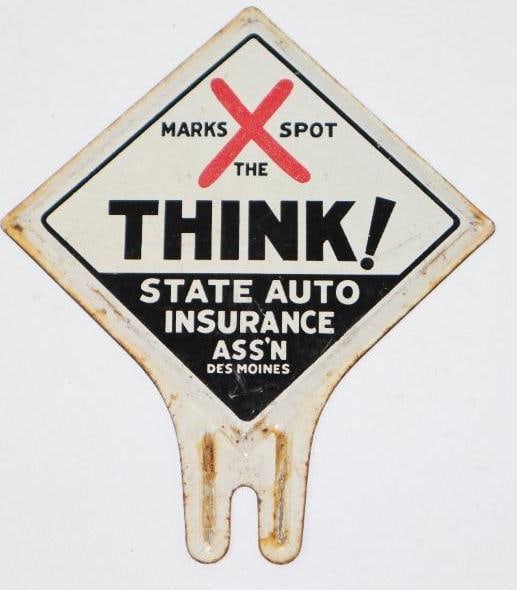 X
MARKS SPOT
THE
THINK!
STATE AUTO
INSURANCE
ASS'N
DES MOINES